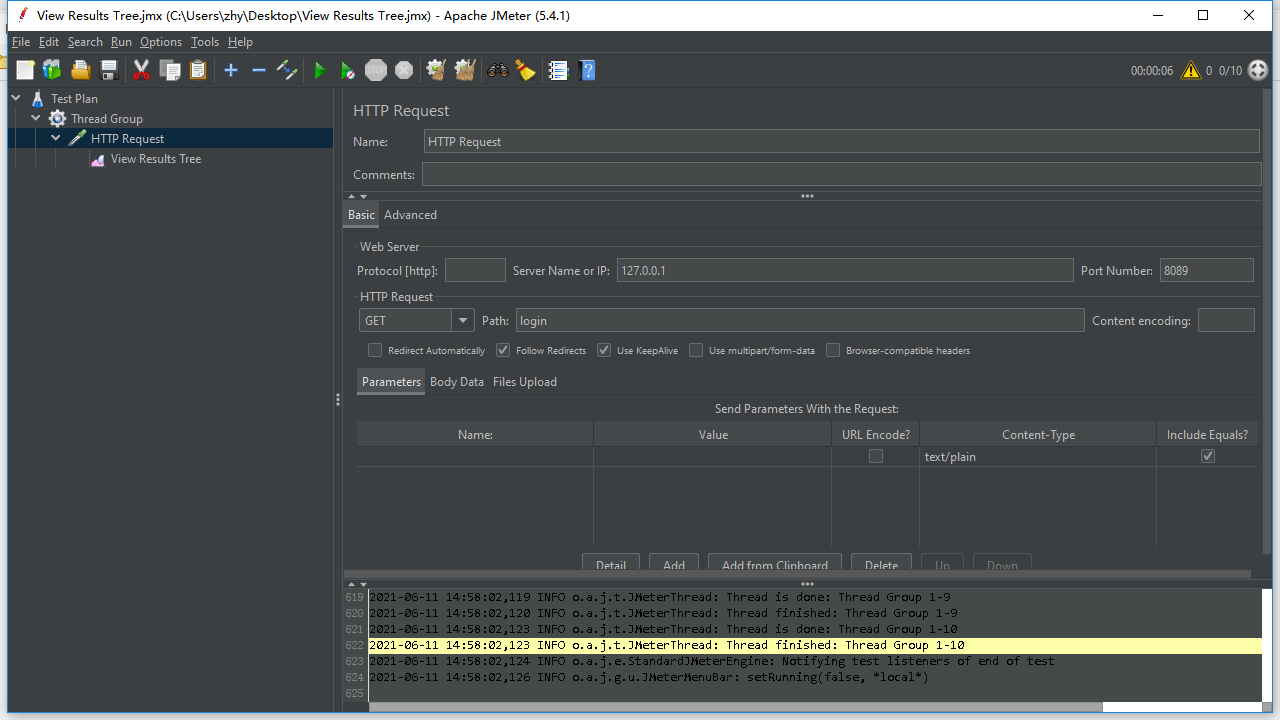 View Results Tree.jmx (C:\Users\zhy\Desktop\View Results Tree.jmx) - Apache JMeter (5.4.1)
File Edit Search Run Options Tools Help
STOP 00:00:06 0 0/10
Test Plan
Thread Group
HTTP Request
View Results Tree
HTTP Request
Name: HTTP Request
Comments:
Basic Advanced
Web Server
Protocol [http]: Server Name or IP: 127.0.0.1 Port Number: 8089
HTTP Request
GET Path: login Content encoding:
Redirect Automatically Follow Redirects Use KeepAlive Use multipart/form-data Browser-compatible headers
Parameters Body Data Files Upload
Send Parameters With the Request:
Name: Value URL Encode? Content-Type Include Equals?
text/plain
Detail Add Add from Clipboard Delete Up Down
619 2021-06-11 14:58:02,119 INFO o.a.j.t.JMeterThread: Thread is done: Thread Group 1-9
620 2021-06-11 14:58:02,120 INFO o.a.j.t.JMeterThread: Thread finished: Thread Group 1-9
621 2021-06-11 14:58:02,123 INFO o.a.j.t.JMeterThread: Thread is done: Thread Group 1-10
622 2021-06-11 14:58:02,123 INFO o.a.j.t.JMeterThread: Thread finished: Thread Group 1-10
623 2021-06-11 14:58:02,124 INFO o.a.j.e.StandardJMeterEngine: Notifying test listeners of end of test
624 2021-06-11 14:58:02,126 INFO o.a.j.g.u.JMeterMenuBar: setRunning(false, *local*)
625